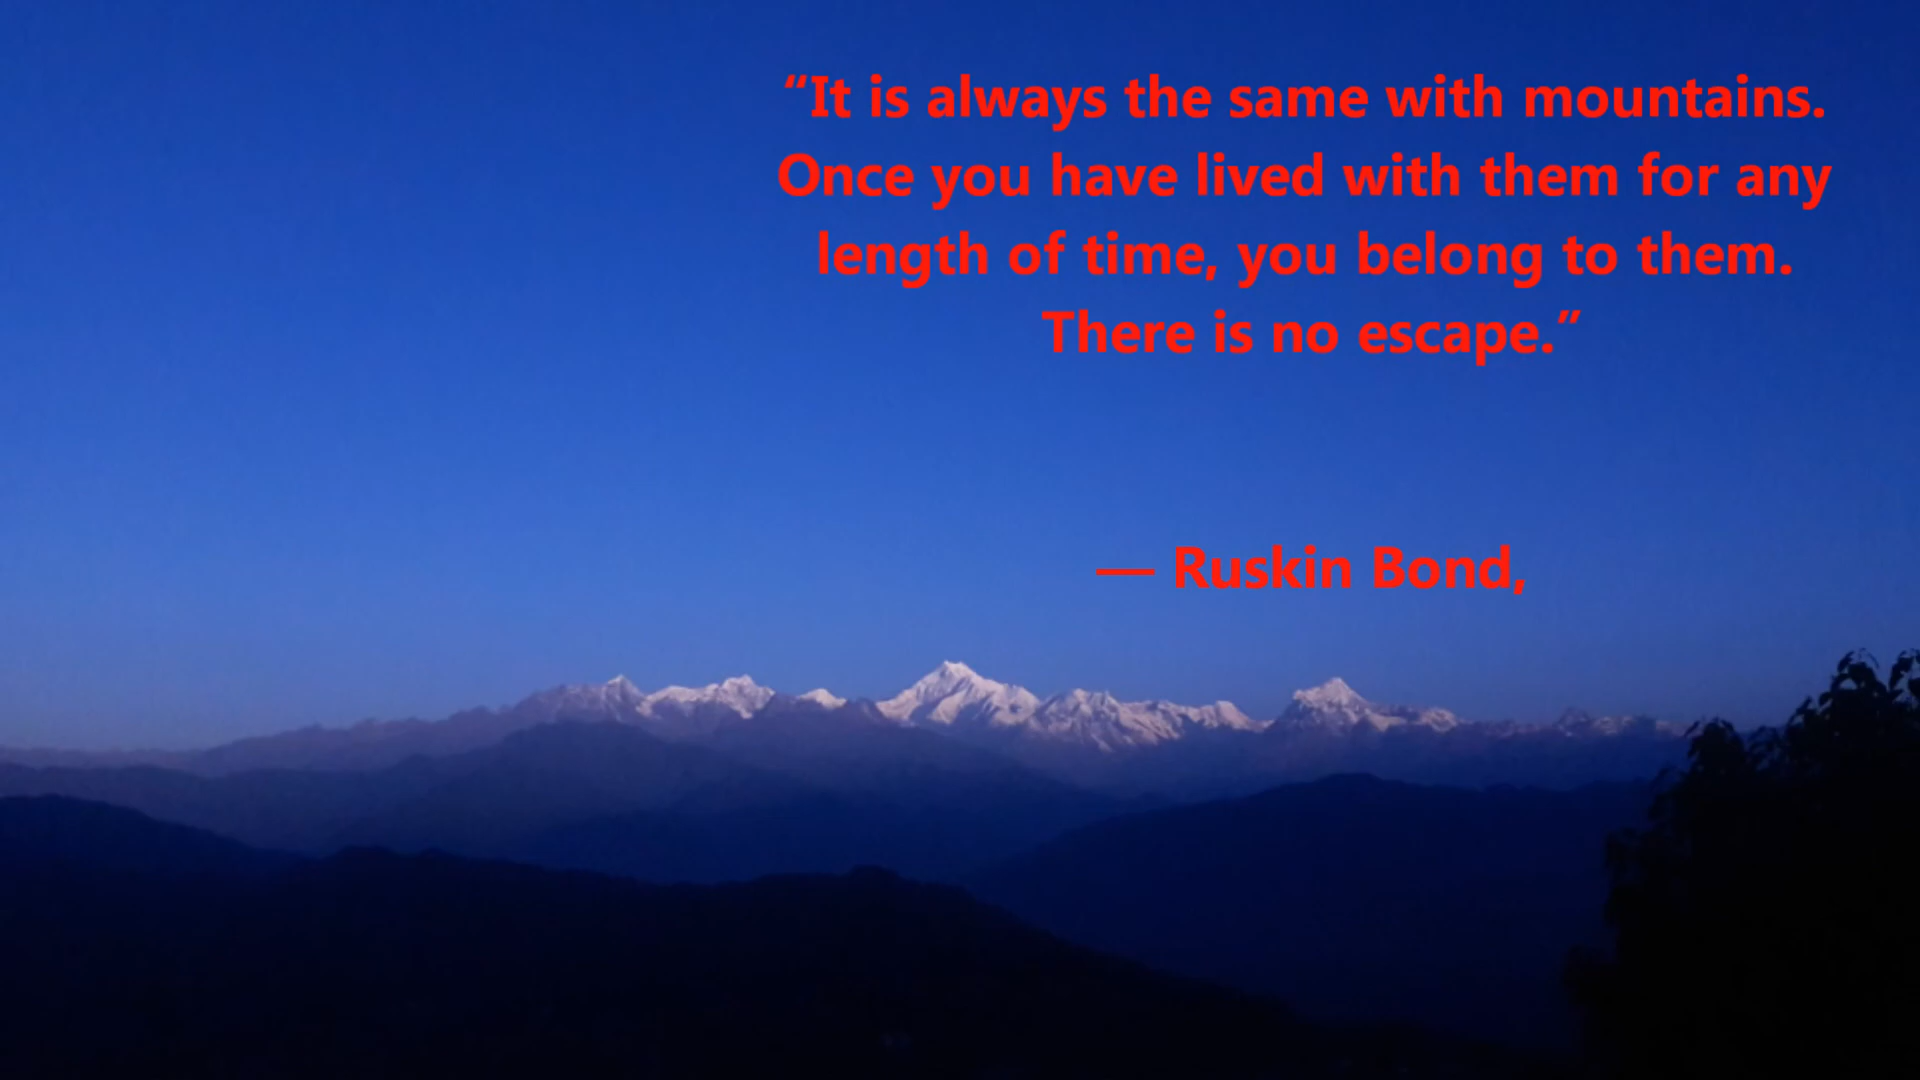 “It is always the same with mountains.
Once you have lived with them for any
length of time, you belong to them.
There is no escape.”
— Ruskin Bond,